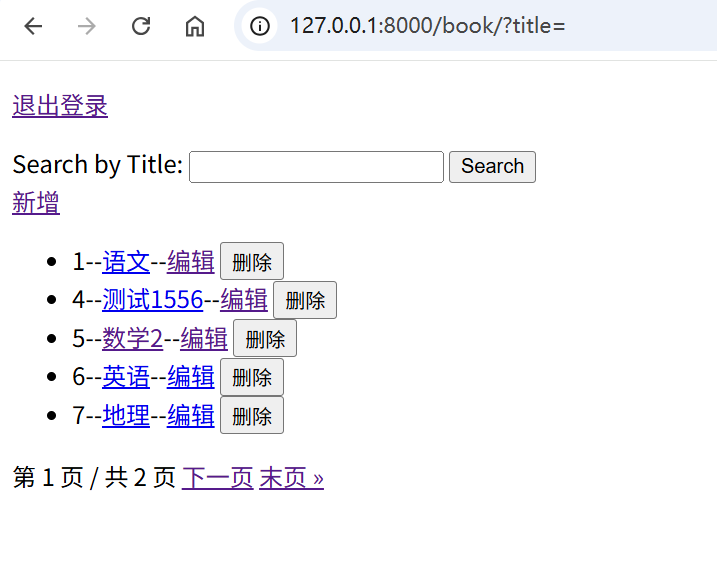 127.0.0.1:8000/book/?title=
退出登录
Search by Title: Search
新增
1--语文--编辑 删除
4--测试1556--编辑 删除
5--数学2--编辑 删除
6--英语--编辑 删除
7--地理--编辑 删除
第 1 页 / 共 2 页 下一页 末页 »